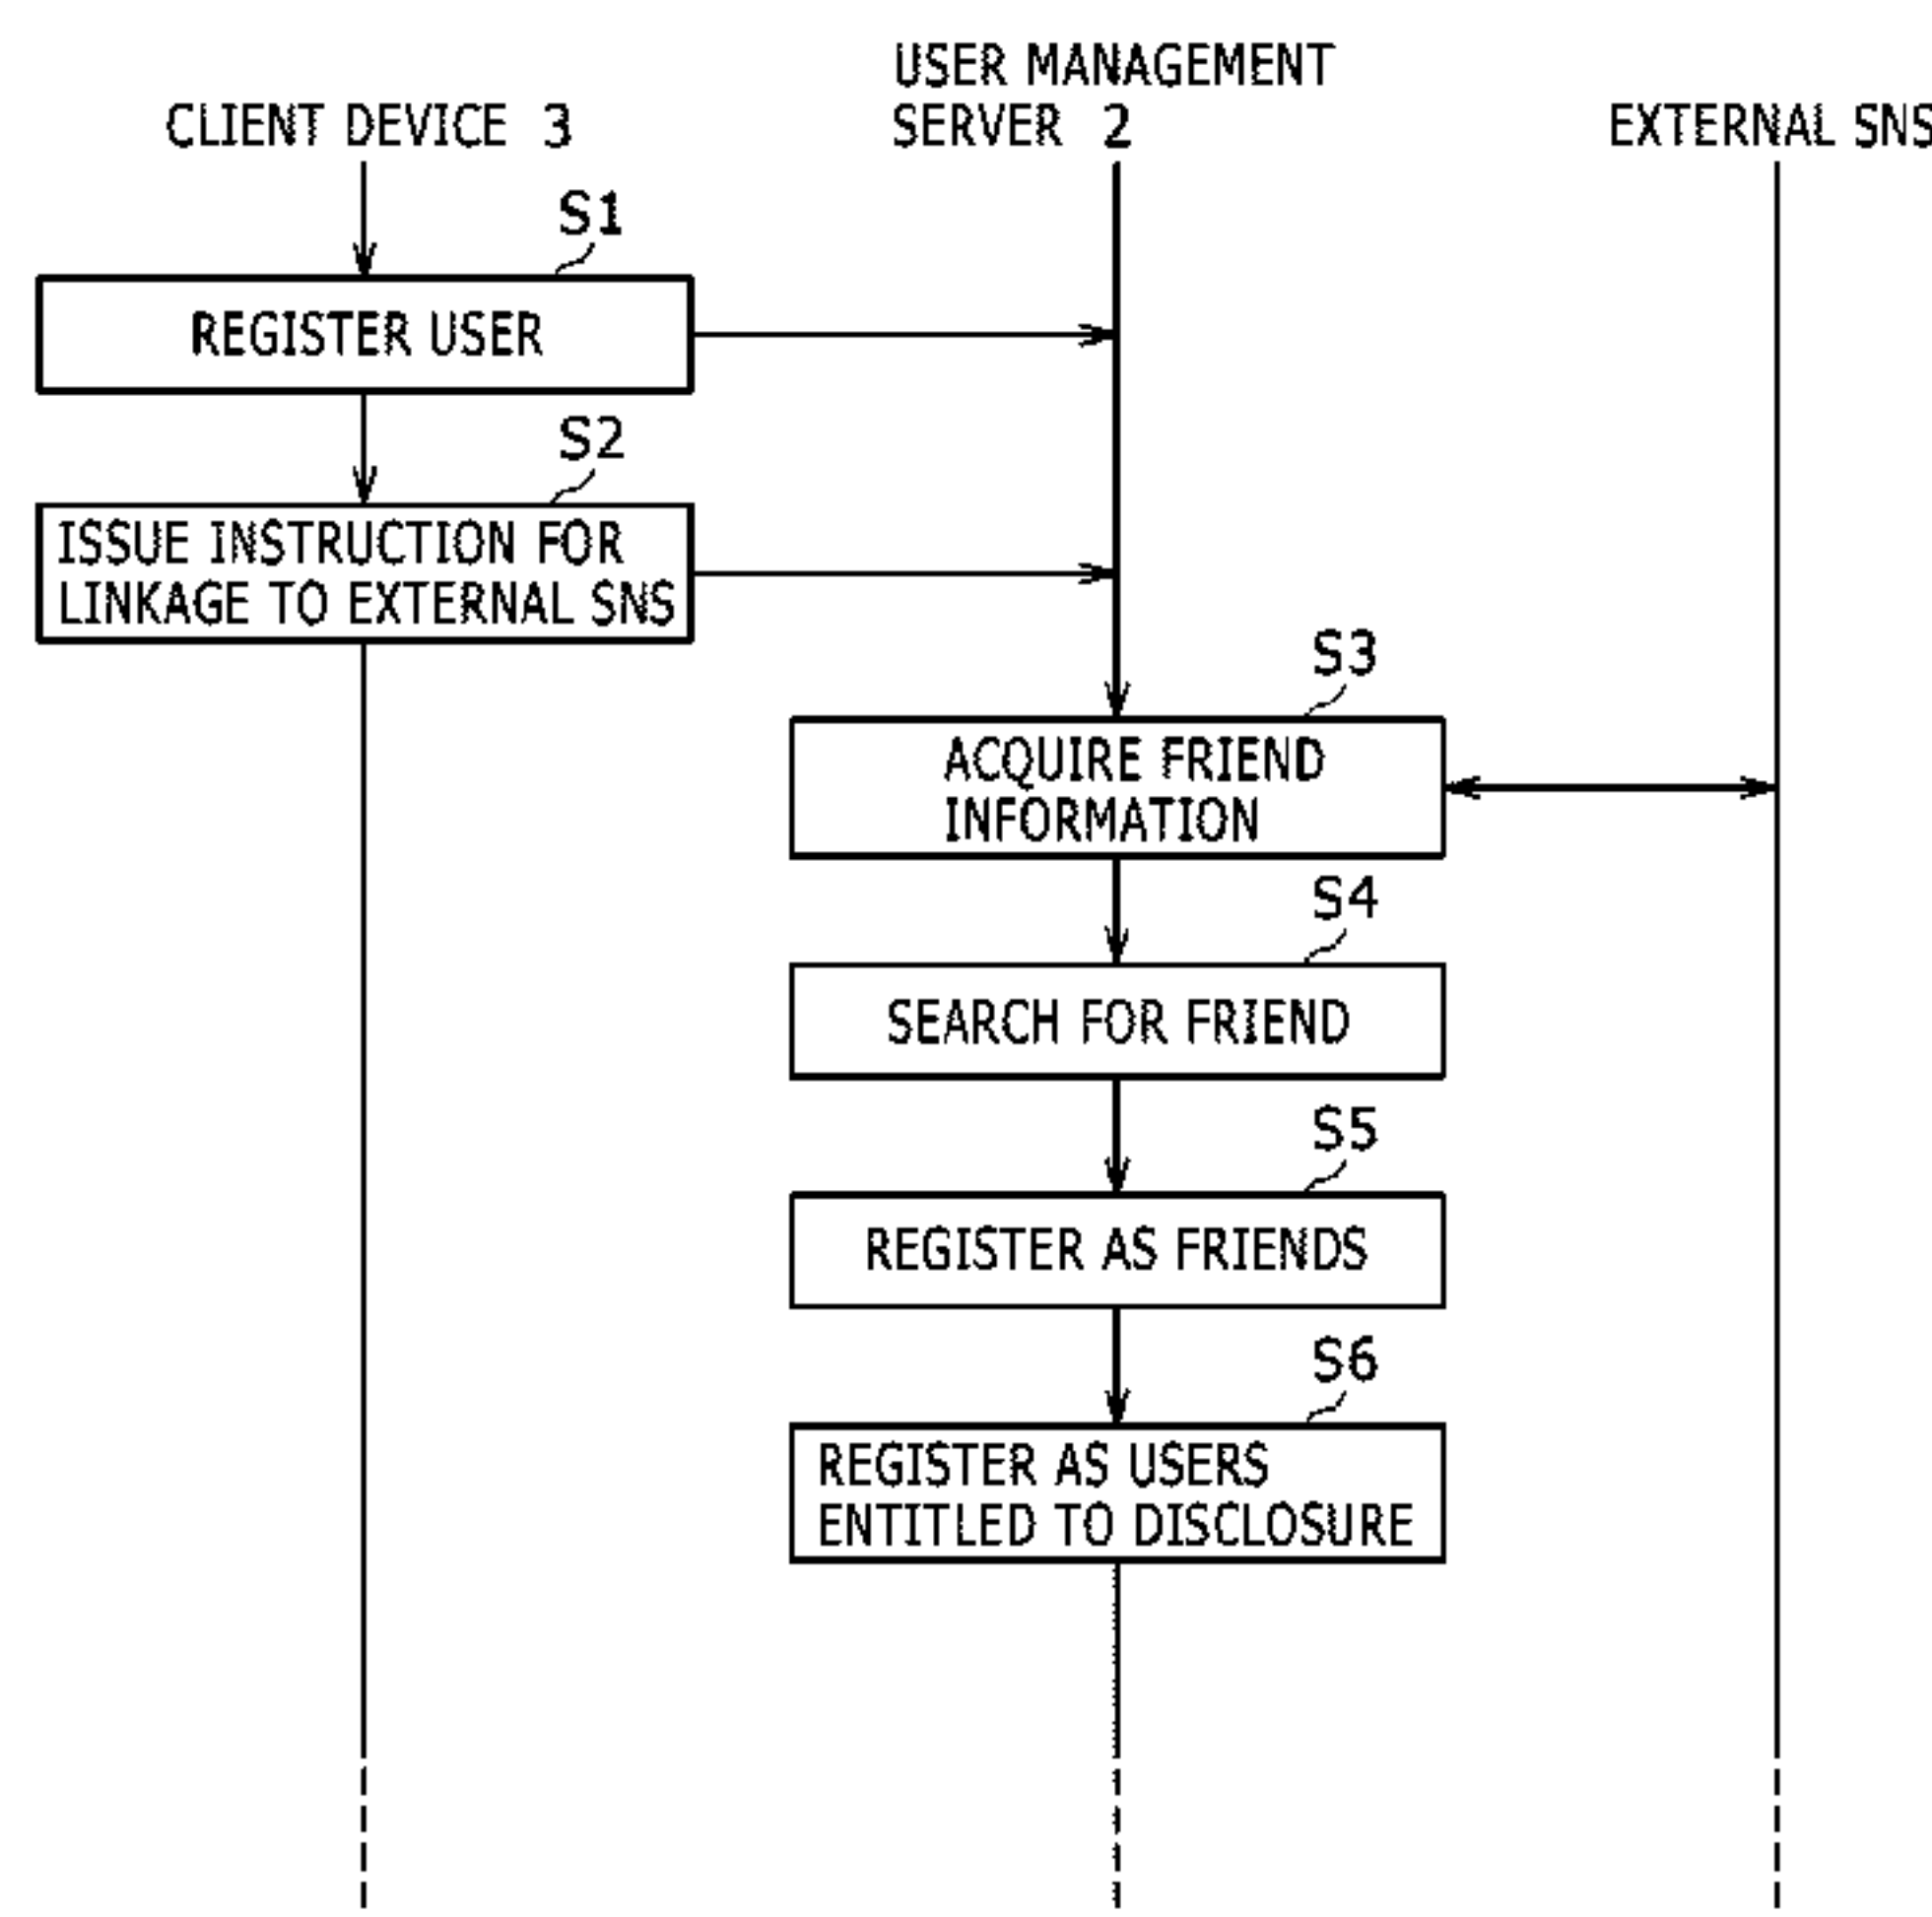 USER MANAGEMENT
CLIENT DEVICE 3
SERVER 2
EXTERNAL SNS
S1
REGISTER USER
S2
ISSUE INSTRUCTION FOR
LINKAGE TO EXTERNAL SNS
S3
ACQUIRE FRIEND
INFORMATION
S4
SEARCH FOR FRIEND
S5
REGISTER AS FRIENDS
S6
REGISTER AS USERS
ENTITLED TO DISCLOSURE